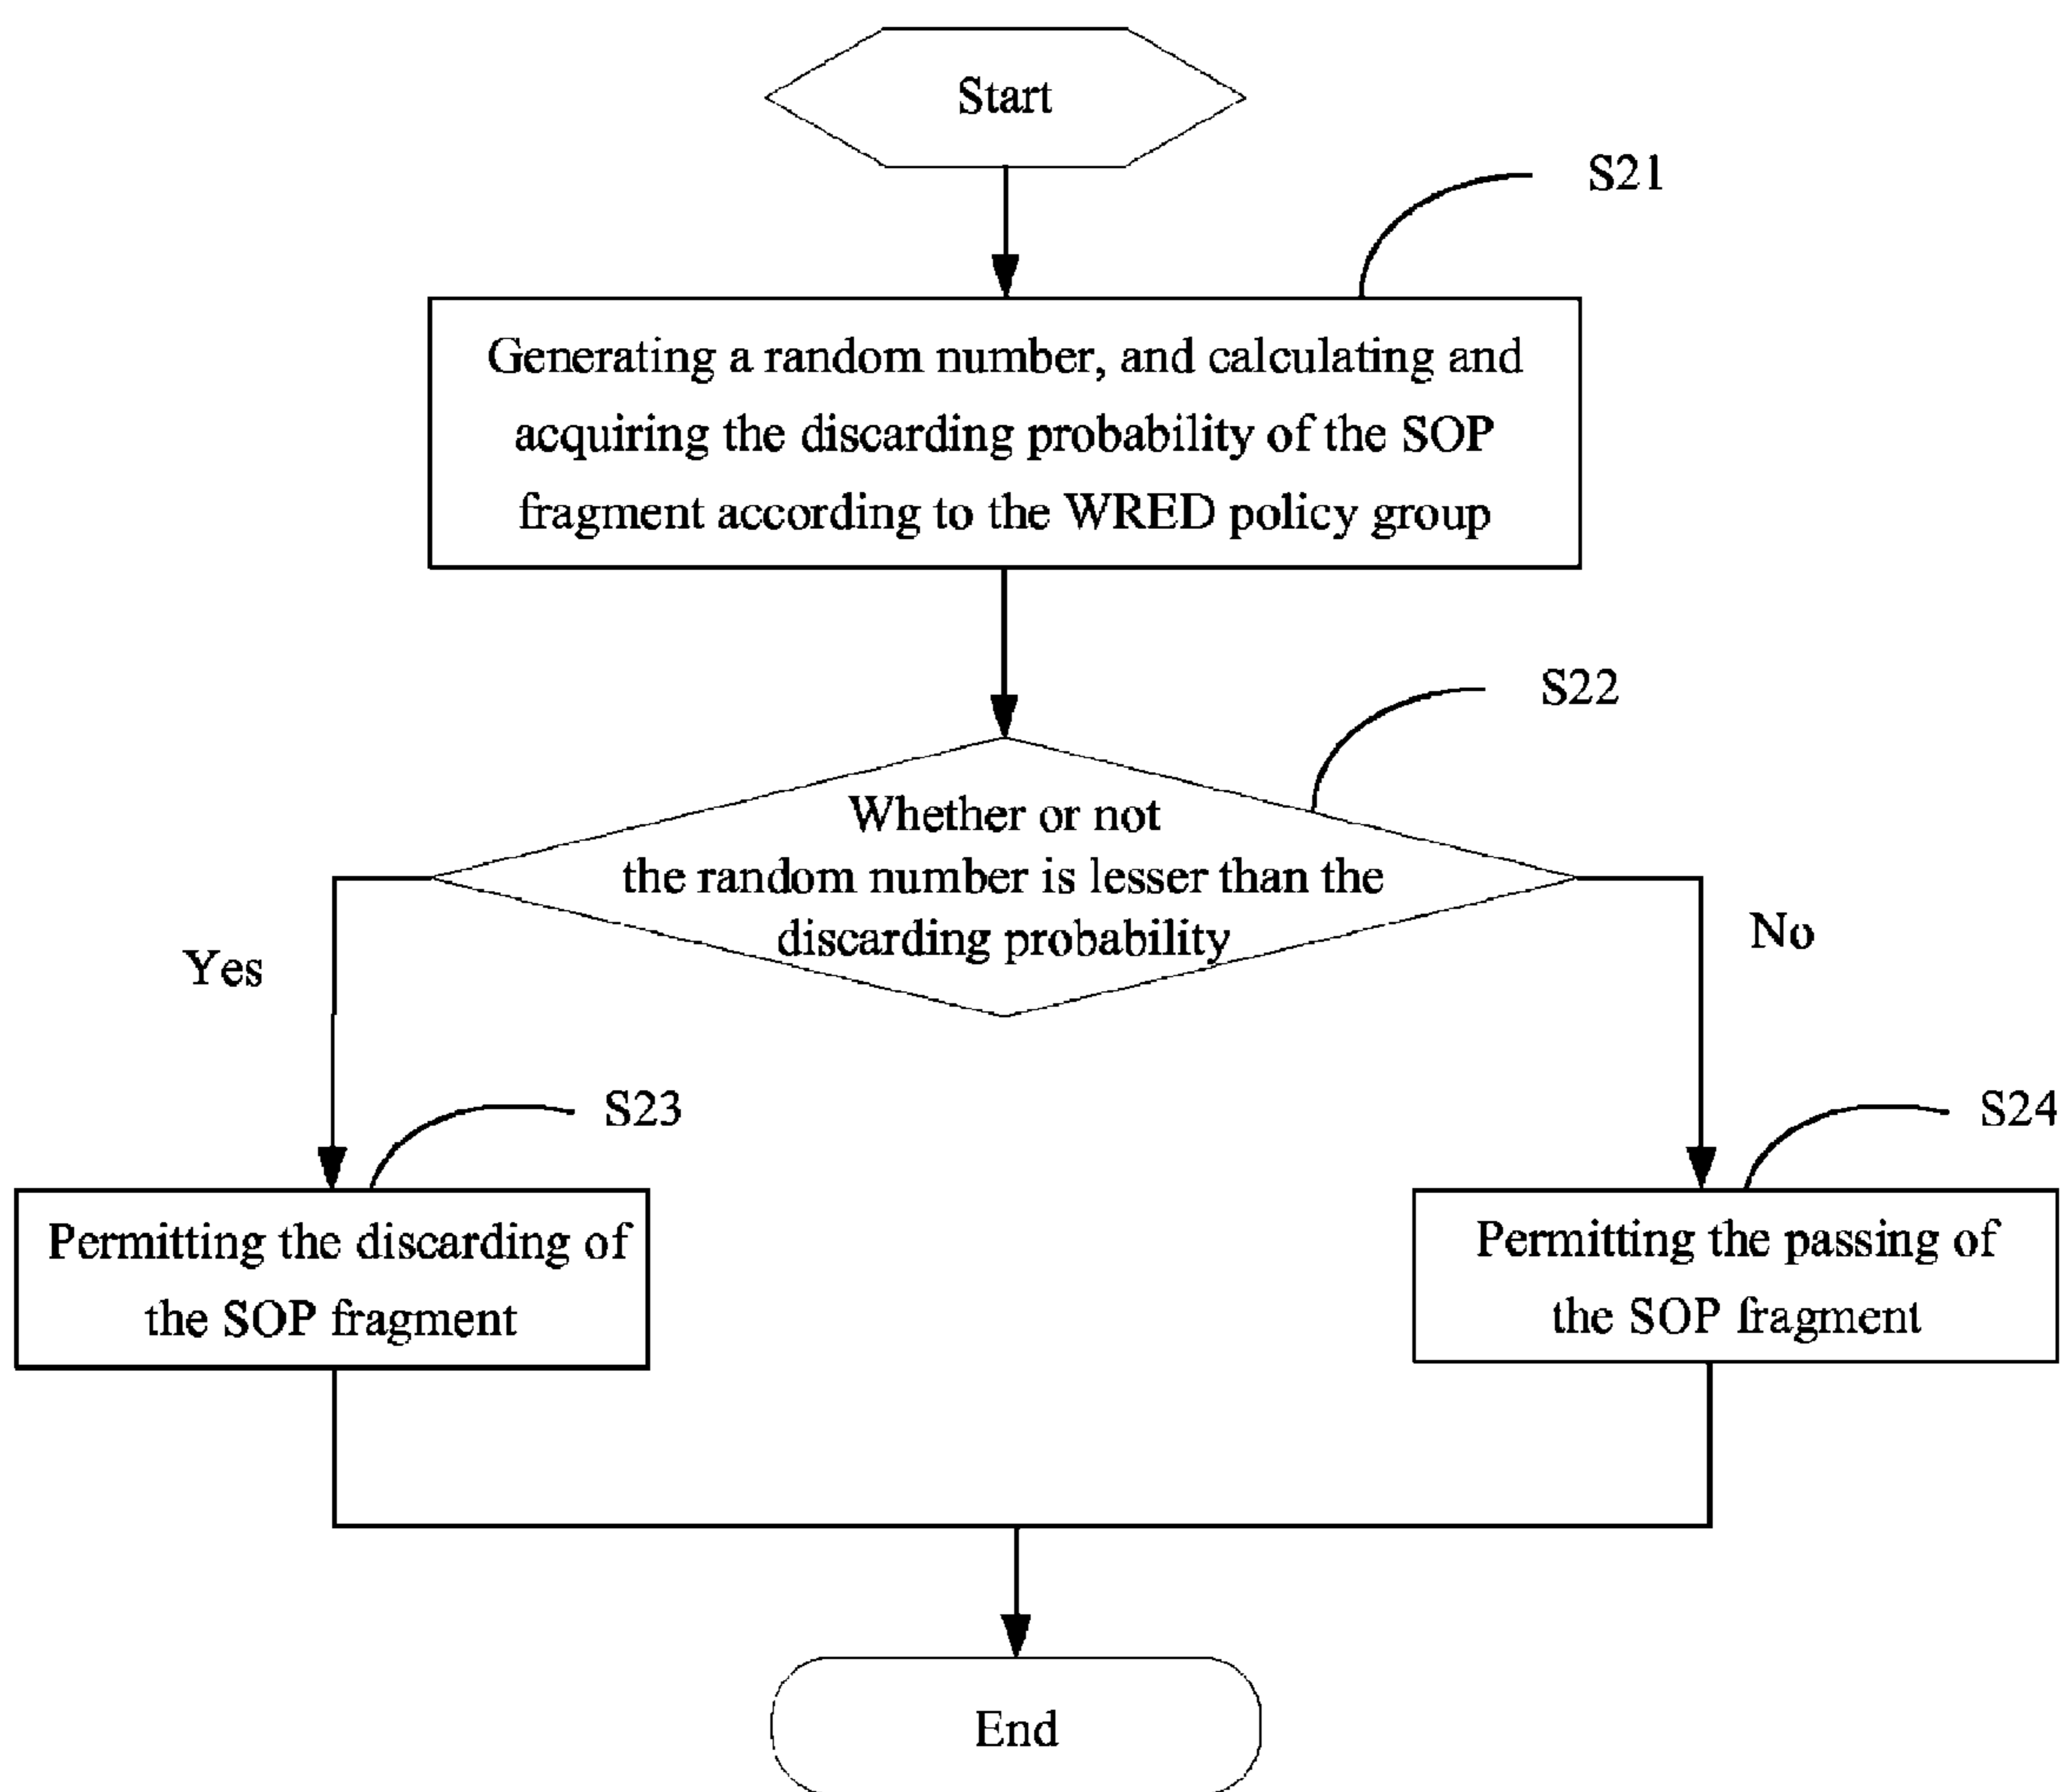 Start
S21
Generating a random number, and calculating and
acquiring the discarding probability of the SOP
fragment according to the WRED policy group
S22
Whether or not
the random number is lesser than the
discarding probability
Yes
No
S23
S24
Permitting the discarding of
the SOP fragment
Permitting the passing of
the SOP fragment
End